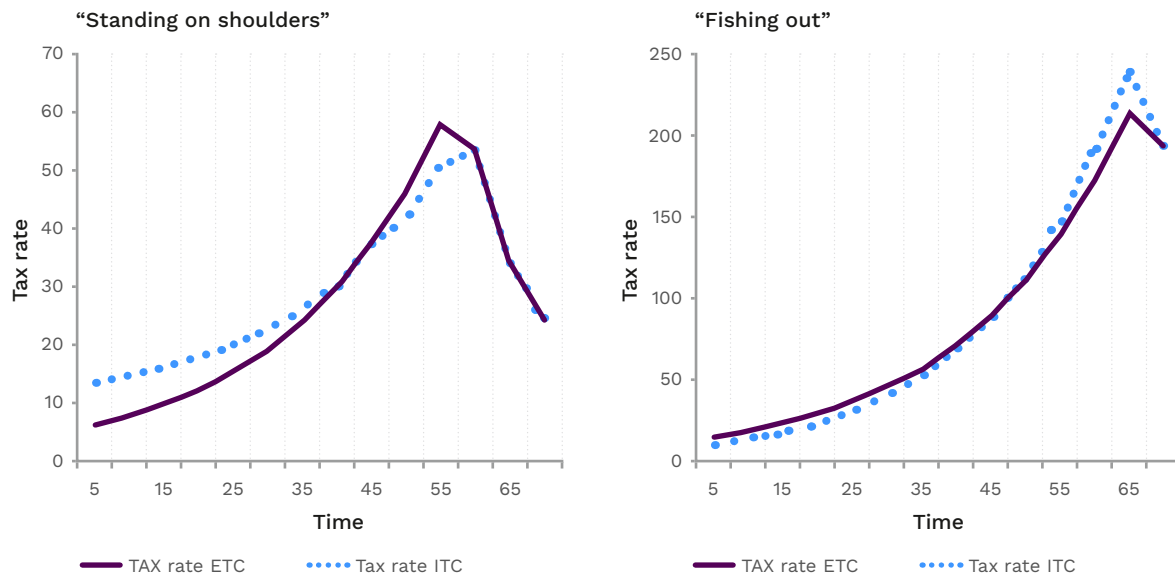 “Standing on shoulders”
70
60
50
40
30
20
10
0
Tax rate
5 15 25 35 45 55 65
Time
TAX rate ETC Tax rate ITC
“Fishing out”
250
200
150
100
50
0
Tax rate
5 15 25 35 45 55 65
Time
TAX rate ETC Tax rate ITC